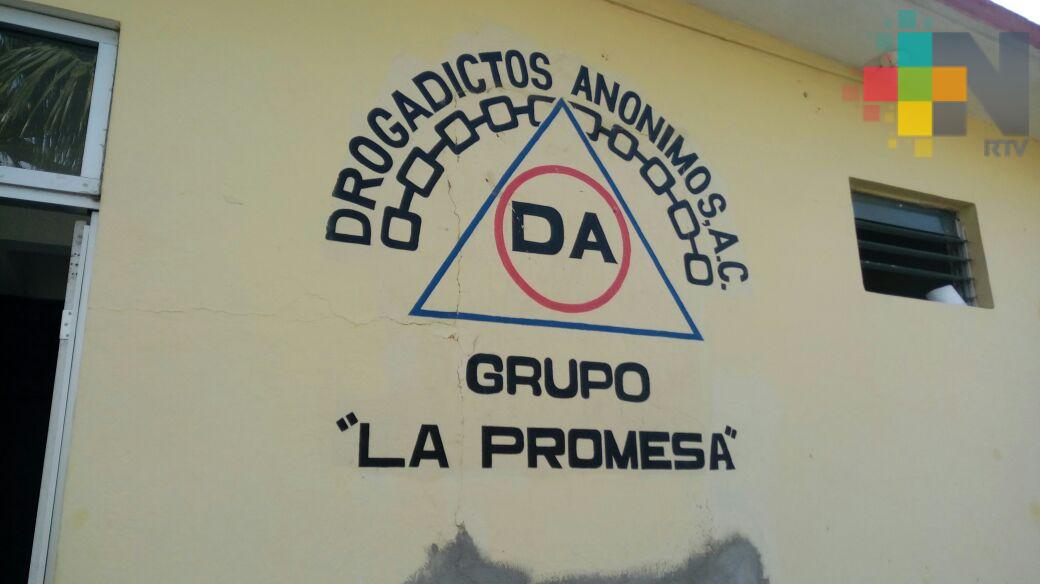 DROGADICTOS ANONIMOS, A.C.
DA
GRUPO
"LA PROMESA"
N
RTV